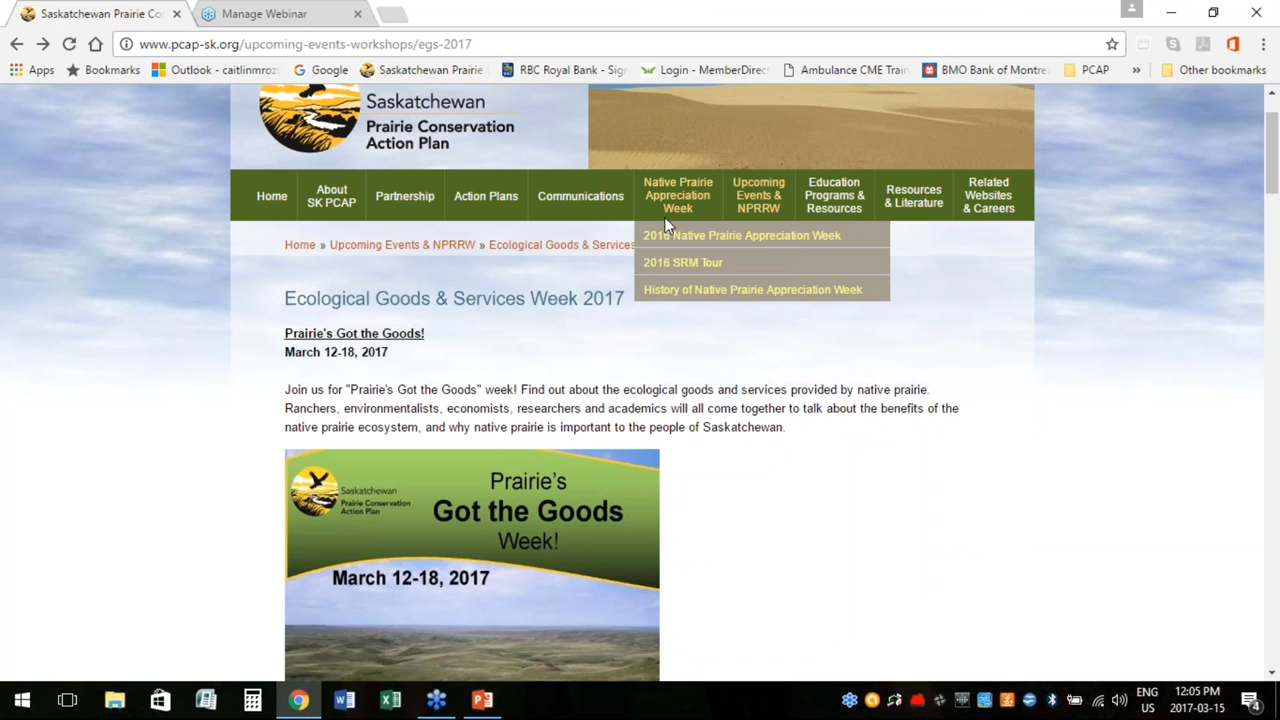 Saskatchewan Prairie Co
Manage Webinar
www.pcap-sk.org/upcoming-events-workshops/egs-2017
Apps
Bookmarks
Outlook - caitlinmroz
Google
Saskatchewan Prairie
RBC Royal Bank - Sig
Login - MemberDirec
Ambulance CME Train
BMO Bank of Montre
PCAP
»
Other bookmarks
Saskatchewan
Prairie Conservation
Action Plan
Home
About
SK PCAP
Partnership
Action Plans
Communications
Native Prairie
Appreciation
Week
Upcoming
Events &
NPRRW
Education
Programs &
Resources
Resources
& Literature
Related
Websites
& Careers
Home » Upcoming Events & NPRRW » Ecological Goods & Services
2016 Native Prairie Appreciation Week
2016 SRM Tour
History of Native Prairie Appreciation Week
Ecological Goods & Services Week 2017
Prairie's Got the Goods!
March 12-18, 2017
Join us for "Prairie's Got the Goods" week! Find out about the ecological goods and services provided by native prairie.
Ranchers, environmentalists, economists, researchers and academics will all come together to talk about the benefits of the
native prairie ecosystem, and why native prairie is important to the people of Saskatchewan.
Saskatchewan
Prairie Conservation
Action Plan
Prairie's
Got the Goods
Week!
March 12-18, 2017
ENG
US
12:05 PM
2017-03-15
4